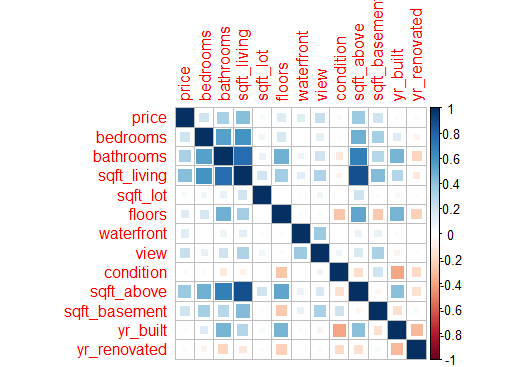 price
bedrooms
bathrooms
sqft_living
sqft_lot
floors
waterfront
view
condition
sqft_above
sqft_basement
yr_built
yr_renovated
price
bedrooms
bathrooms
sqft_living
sqft_lot
floors
waterfront
view
condition
sqft_above
sqft_basement
yr_built
yr_renovated
1
0.8
0.6
0.4
0.2
0
-0.2
-0.4
-0.6
-0.8
-1